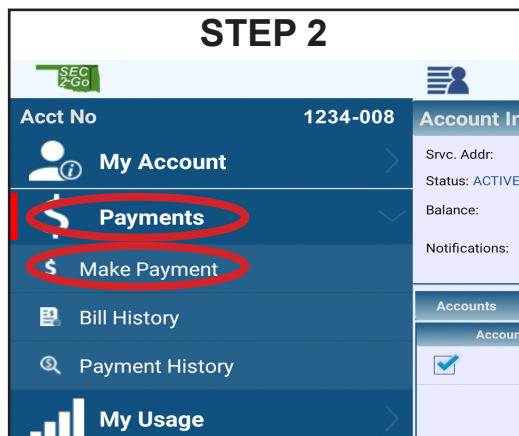 STEP 2
SEC
2·Go
Acct No 1234-008
My Account
Payments
Make Payment
Bill History
Payment History
My Usage
Account In
Srvc. Addr:
Status: ACTIVE
Balance:
Notifications:
Accounts
Accoun